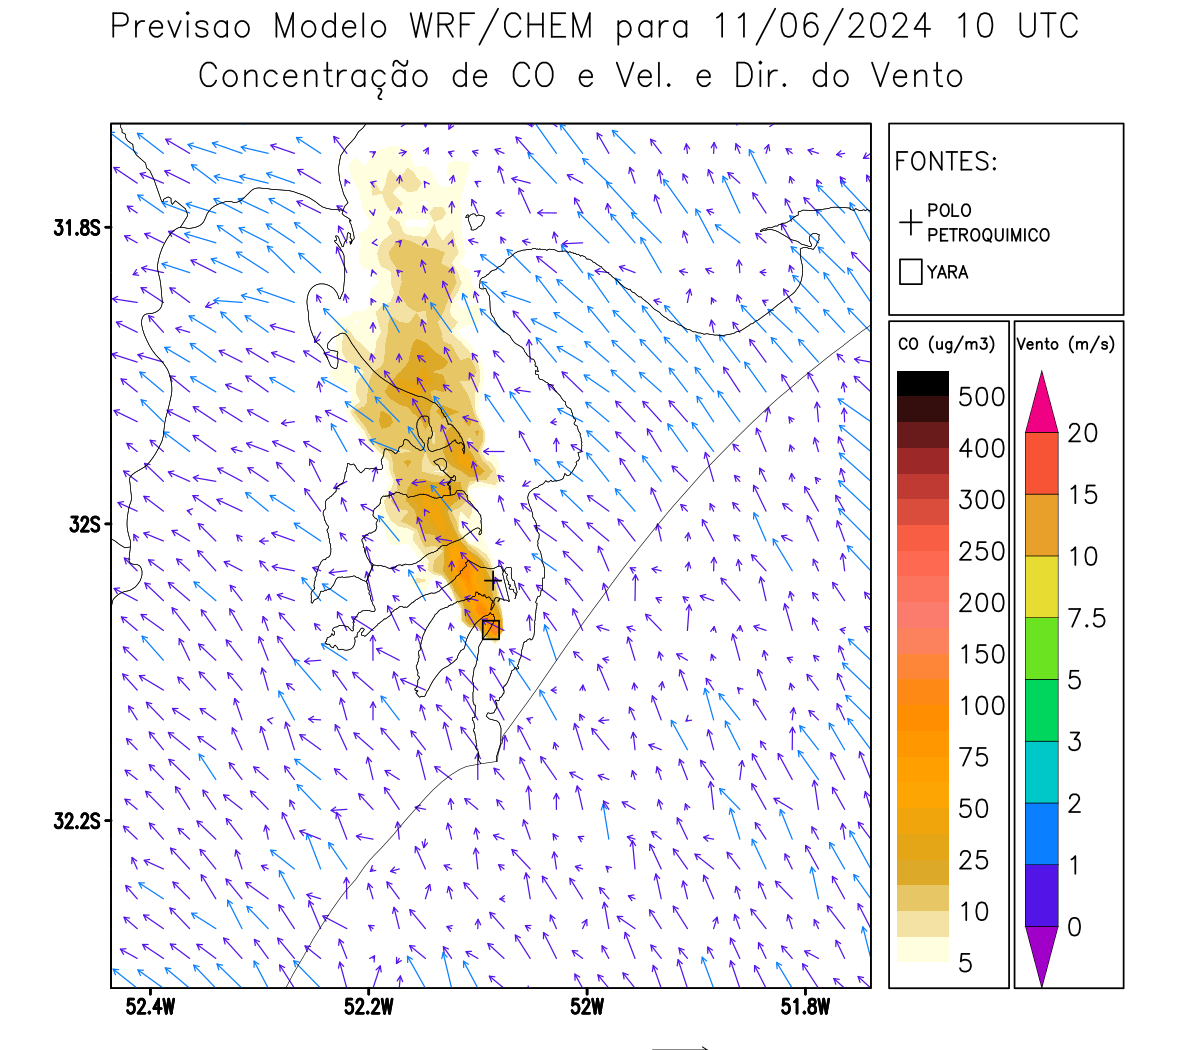 Previsao Modelo WRF/CHEM para 11/06/2024 10 UTC
Concentração de CO e Vel. e Dir. do Vento
FONTES:
POLO
PETROQUIMICO
YARA
31.8S
32S
32.2S
52.4W
52.2W
52W
51.8W
CO (ug/m3)
500
400
300
250
200
150
100
75
50
25
10
5
Vento (m/s)
20
15
10
7.5
5
3
2
1
0